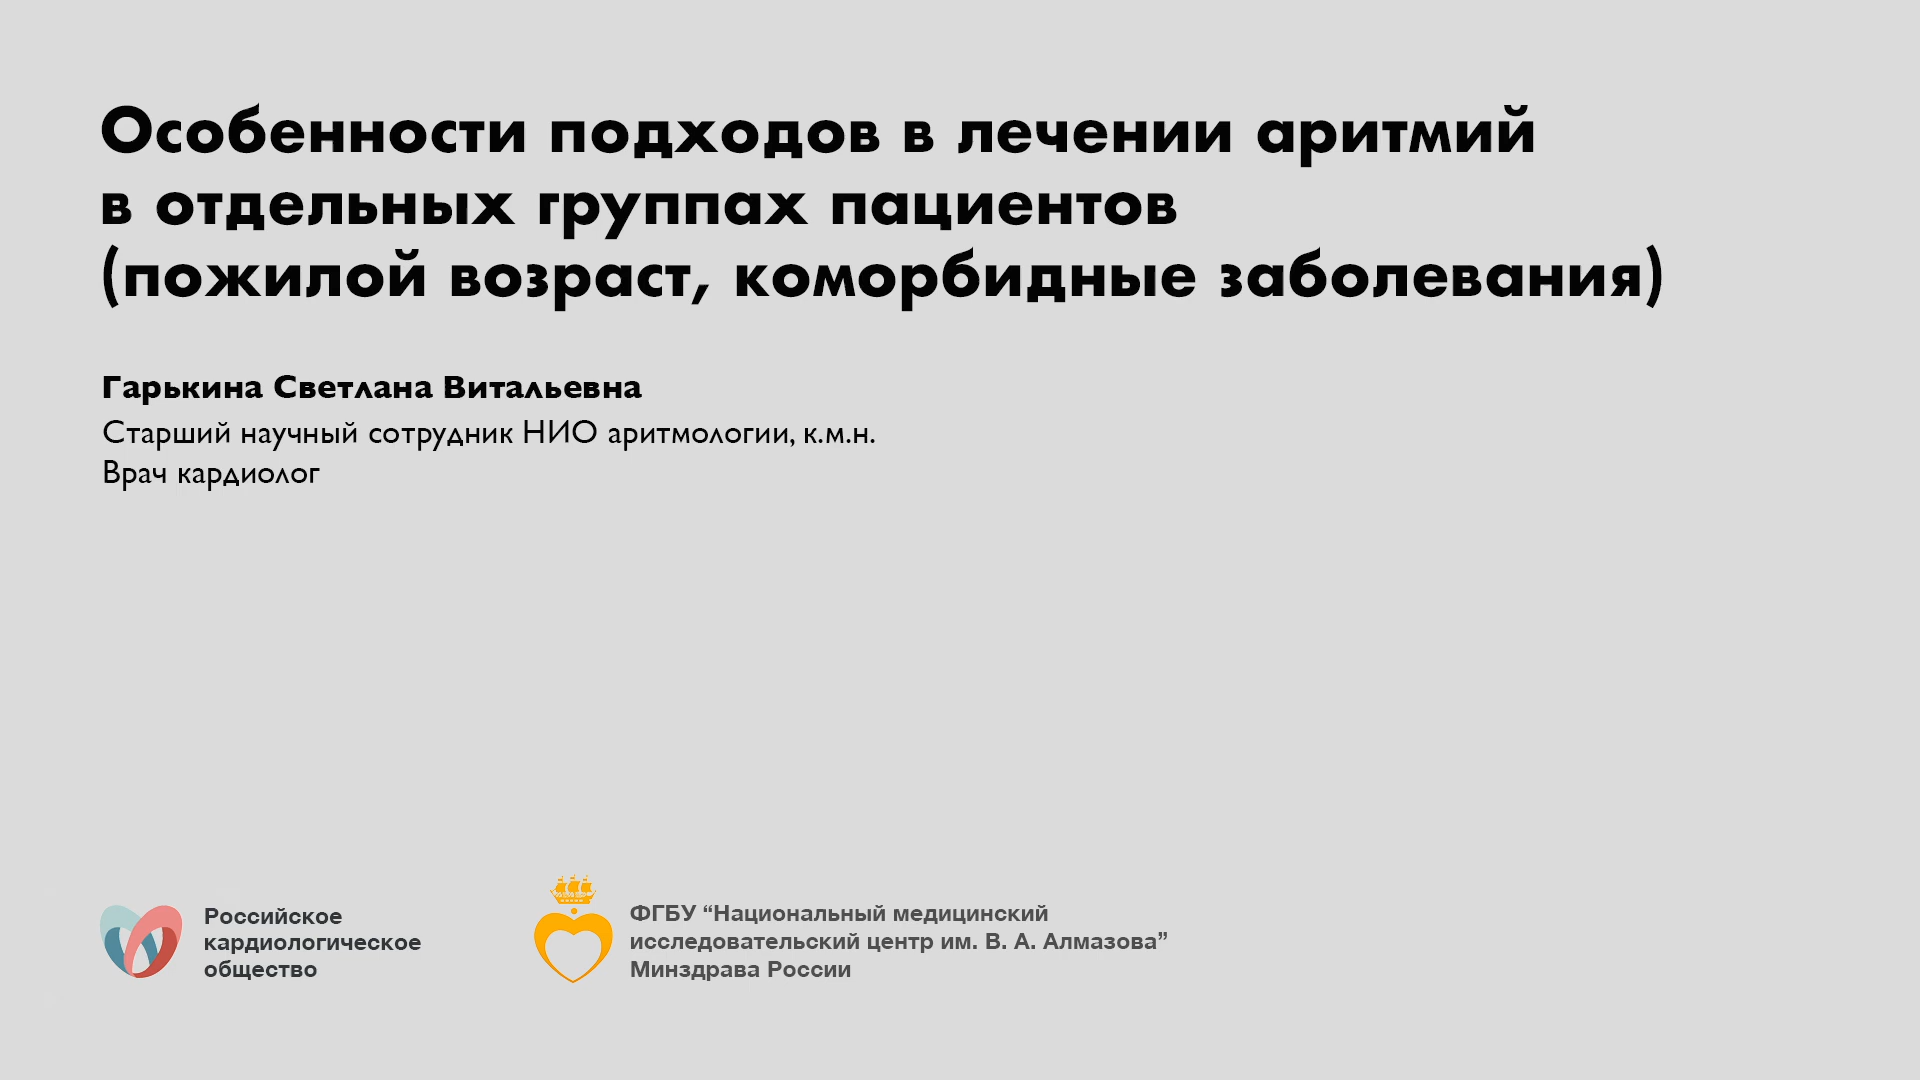 Особенности подходов в лечении аритмий
в отдельных группах пациентов
(пожилой возраст, коморбидные заболевания)
Гарькина Светлана Витальевна
Старший научный сотрудник НИО аритмологии, к.м.н.
Врач кардиолог
Российское
кардиологическое
общество
ФГБУ “Национальный медицинский
исследовательский центр им. В. А. Алмазова”
Минздрава России